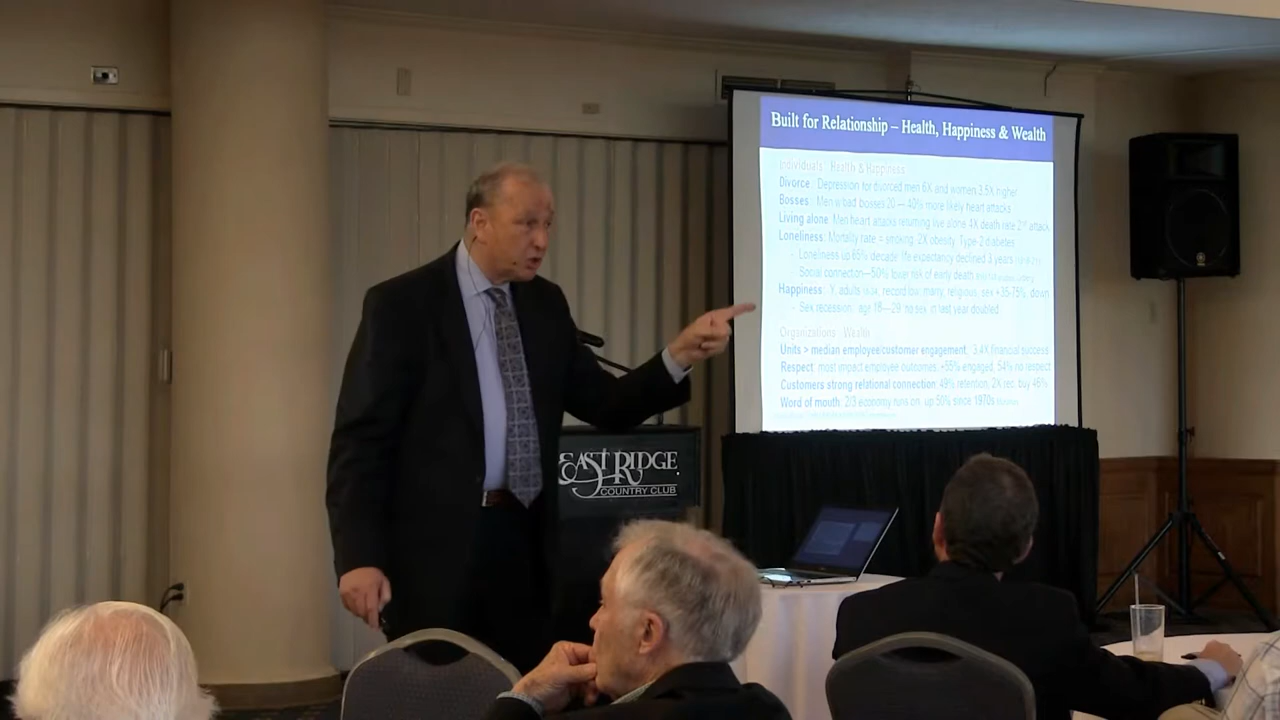 Built for Relationship – Health, Happiness & Wealth
Individuals: Health & Happiness
Divorce: Depression for divorced men 6X and women 3.5X higher
Bosses: Men w/bad bosses 20 — 40% more likely heart attacks
Living alone: Men heart attacks returning live alone 4X death rate 2nd attack
Loneliness: Mortality rate = smoking, 2X obesity, Type-2 diabetes
- Loneliness up 65%/decade life expectancy declined 3 years
- Social connection—50% lower risk of early death
Happiness: Y. adults record low: marry, religious, sex +35-75% down
- Sex recession: age 18—29 no sex in last year doubled
Organizations: Wealth
Units > median employee/customer engagement, 3.4X financial success
Respect: most impact employee outcomes: +55% engaged, 54% no respect
Customers strong relational connection: 49% retention, 2X rec, buy 46%
Word of mouth: 2/3 economy runs on, up 50% since 1970s
EAST RIDGE
COUNTRY CLUB